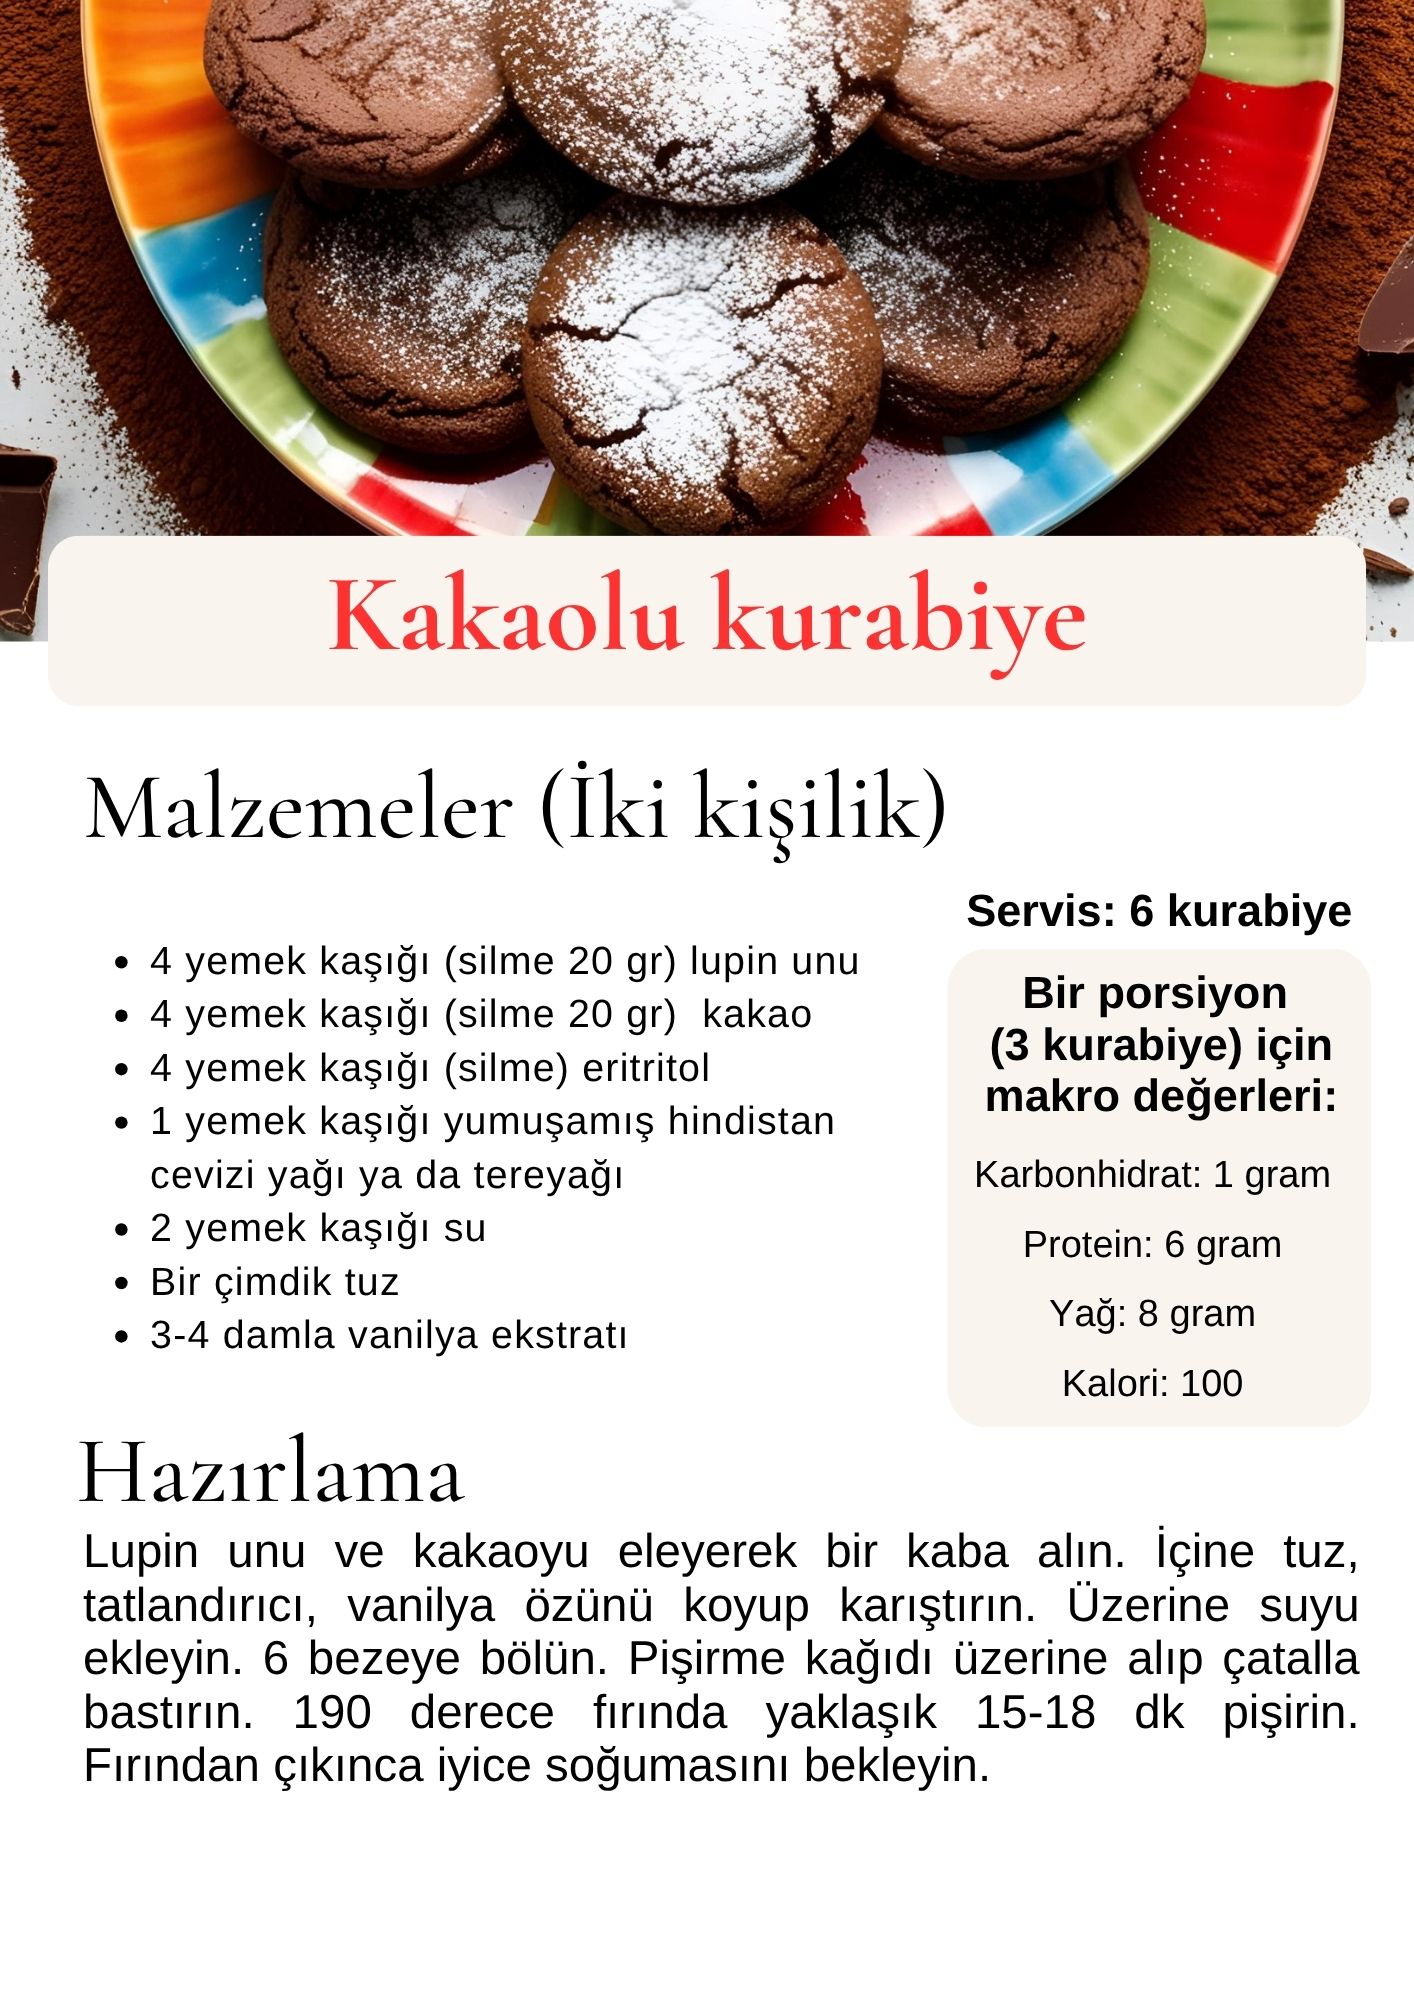 Kakaolu kurabiye
Malzemeler (İki kişilik)
4 yemek kaşığı (silme 20 gr) lupin unu
4 yemek kaşığı (silme 20 gr)  kakao
4 yemek kaşığı (silme) eritritol
1 yemek kaşığı yumuşamış hindistan
cevizi yağı ya da tereyağı
2 yemek kaşığı su
Bir çimdik tuz
3-4 damla vanilya ekstratı
Servis: 6 kurabiye
Bir porsiyon
(3 kurabiye) için
makro değerleri:
Karbonhidrat: 1 gram
Protein: 6 gram
Yağ: 8 gram
Kalori: 100
Hazırlama
Lupin unu ve kakaoyu eleyerek bir kaba alın. İçine tuz,
tatlandırıcı, vanilya özünü koyup karıştırın. Üzerine suyu
ekleyin. 6 bezeye bölün. Pişirme kağıdı üzerine alıp çatalla
bastırın. 190 derece fırında yaklaşık 15-18 dk pişirin.
Fırından çıkınca iyice soğumasını bekleyin.